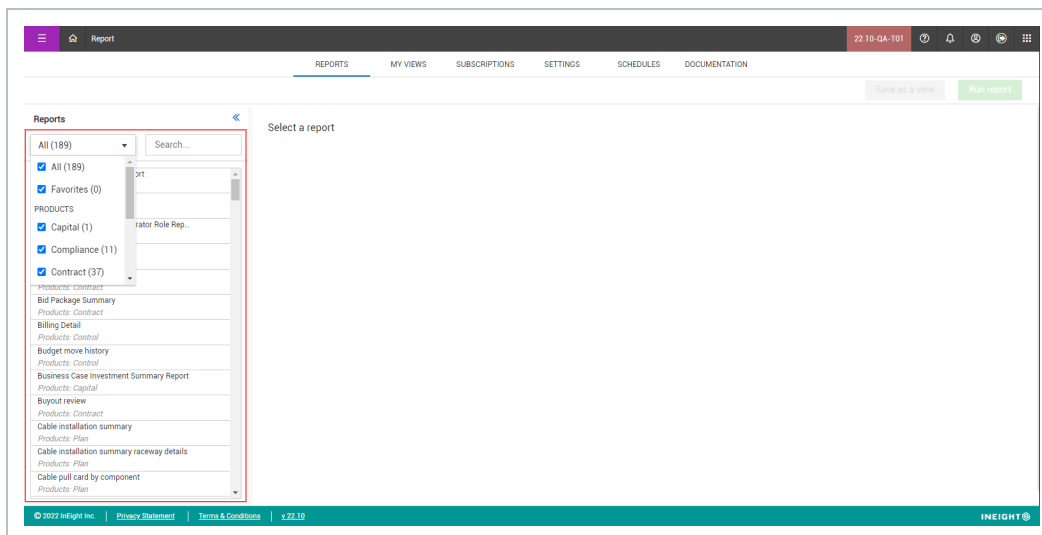 Report
22.10-QA-T01
REPORTS MY VIEWS SUBSCRIPTIONS SETTINGS SCHEDULES DOCUMENTATION
Save as a view Run report
Reports
Select a report
All (189) Search...
All (189)
ort
Favorites (0)
PRODUCTS
Capital (1)
rator Role Rep...
Compliance (11)
Contract (37)
Products: Contract
Bid Package Summary
Products: Contract
Billing Detail
Products: Control
Budget move history
Products: Control
Business Case Investment Summary Report
Products: Capital
Buyout review
Products: Contract
Cable installation summary
Products: Plan
Cable installation summary raceway details
Products: Plan
Cable pull card by component
Products: Plan
© 2022 InEight Inc. Privacy Statement Terms & Conditions v 22.10 INEIGHT